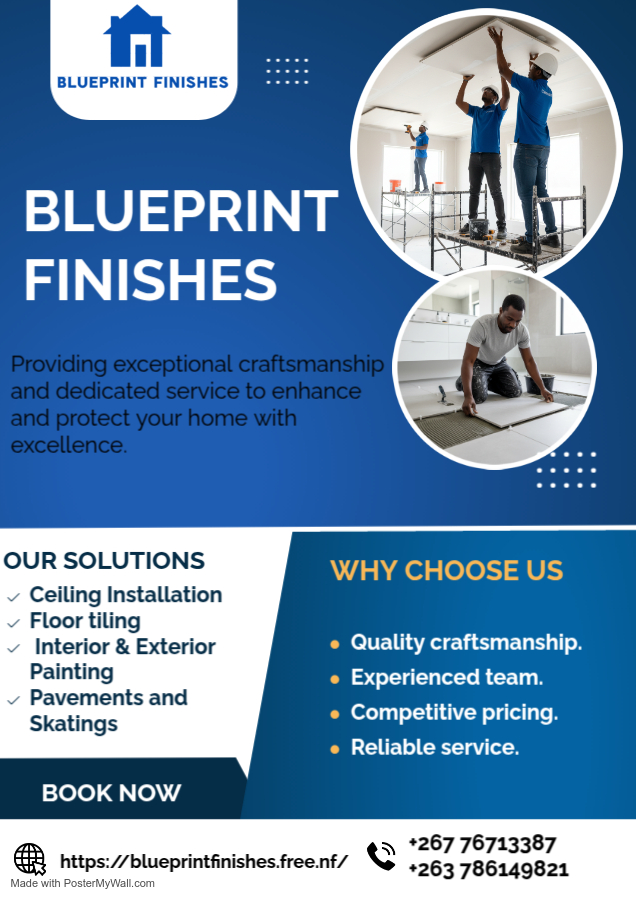 BLUEPRINT FINISHES
BLUEPRINT
FINISHES
Providing exceptional craftsmanship
and dedicated service to enhance
and protect your home with
excellence.
OUR SOLUTIONS
Ceiling Installation
Floor tiling
Interior & Exterior
Painting
Pavements and
Skatings
BOOK NOW
WHY CHOOSE US
Quality craftsmanship.
Experienced team.
Competitive pricing.
Reliable service.
https://blueprintfinishes.free.nf/
+267 76713387
+263 786149821
Made with PosterMyWall.com